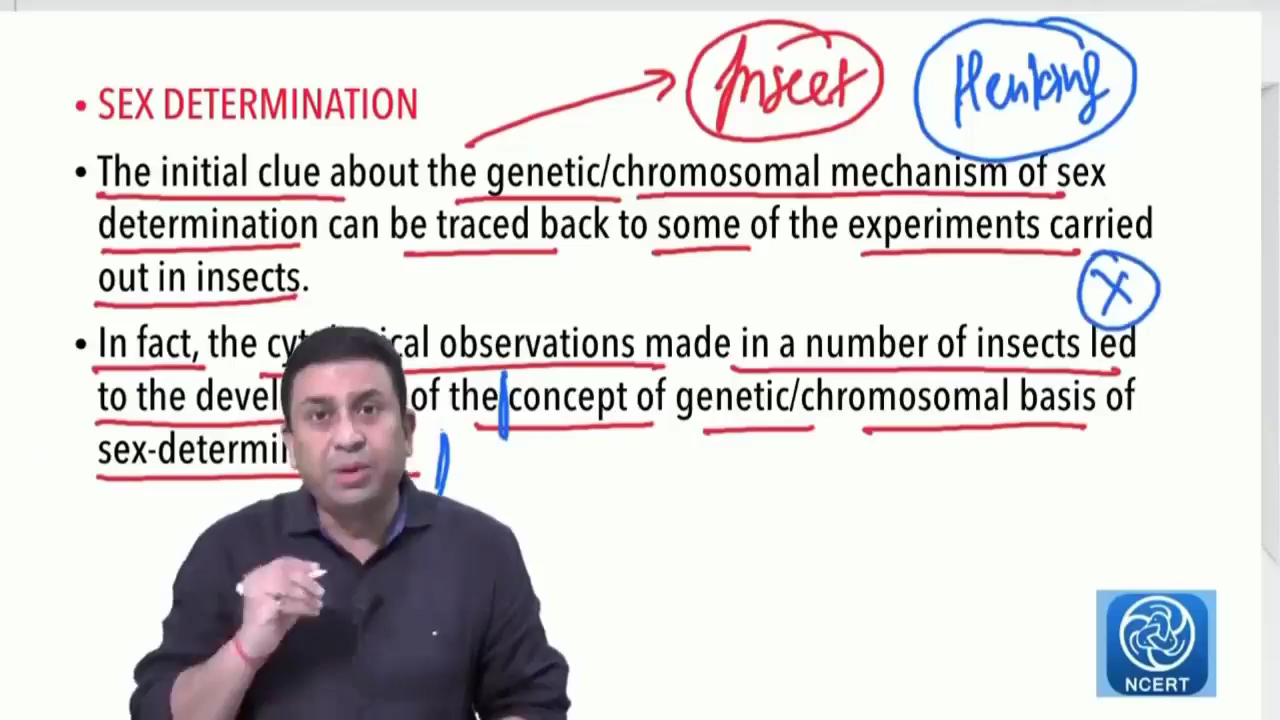 Insect
Henking
• SEX DETERMINATION
• The initial clue about the genetic/chromosomal mechanism of sex
determination can be traced back to some of the experiments carried
out in insects.
X
• In fact, the cyt ical observations made in a number of insects led
to the devel of the concept of genetic/chromosomal basis of
sex-determi
NCERT